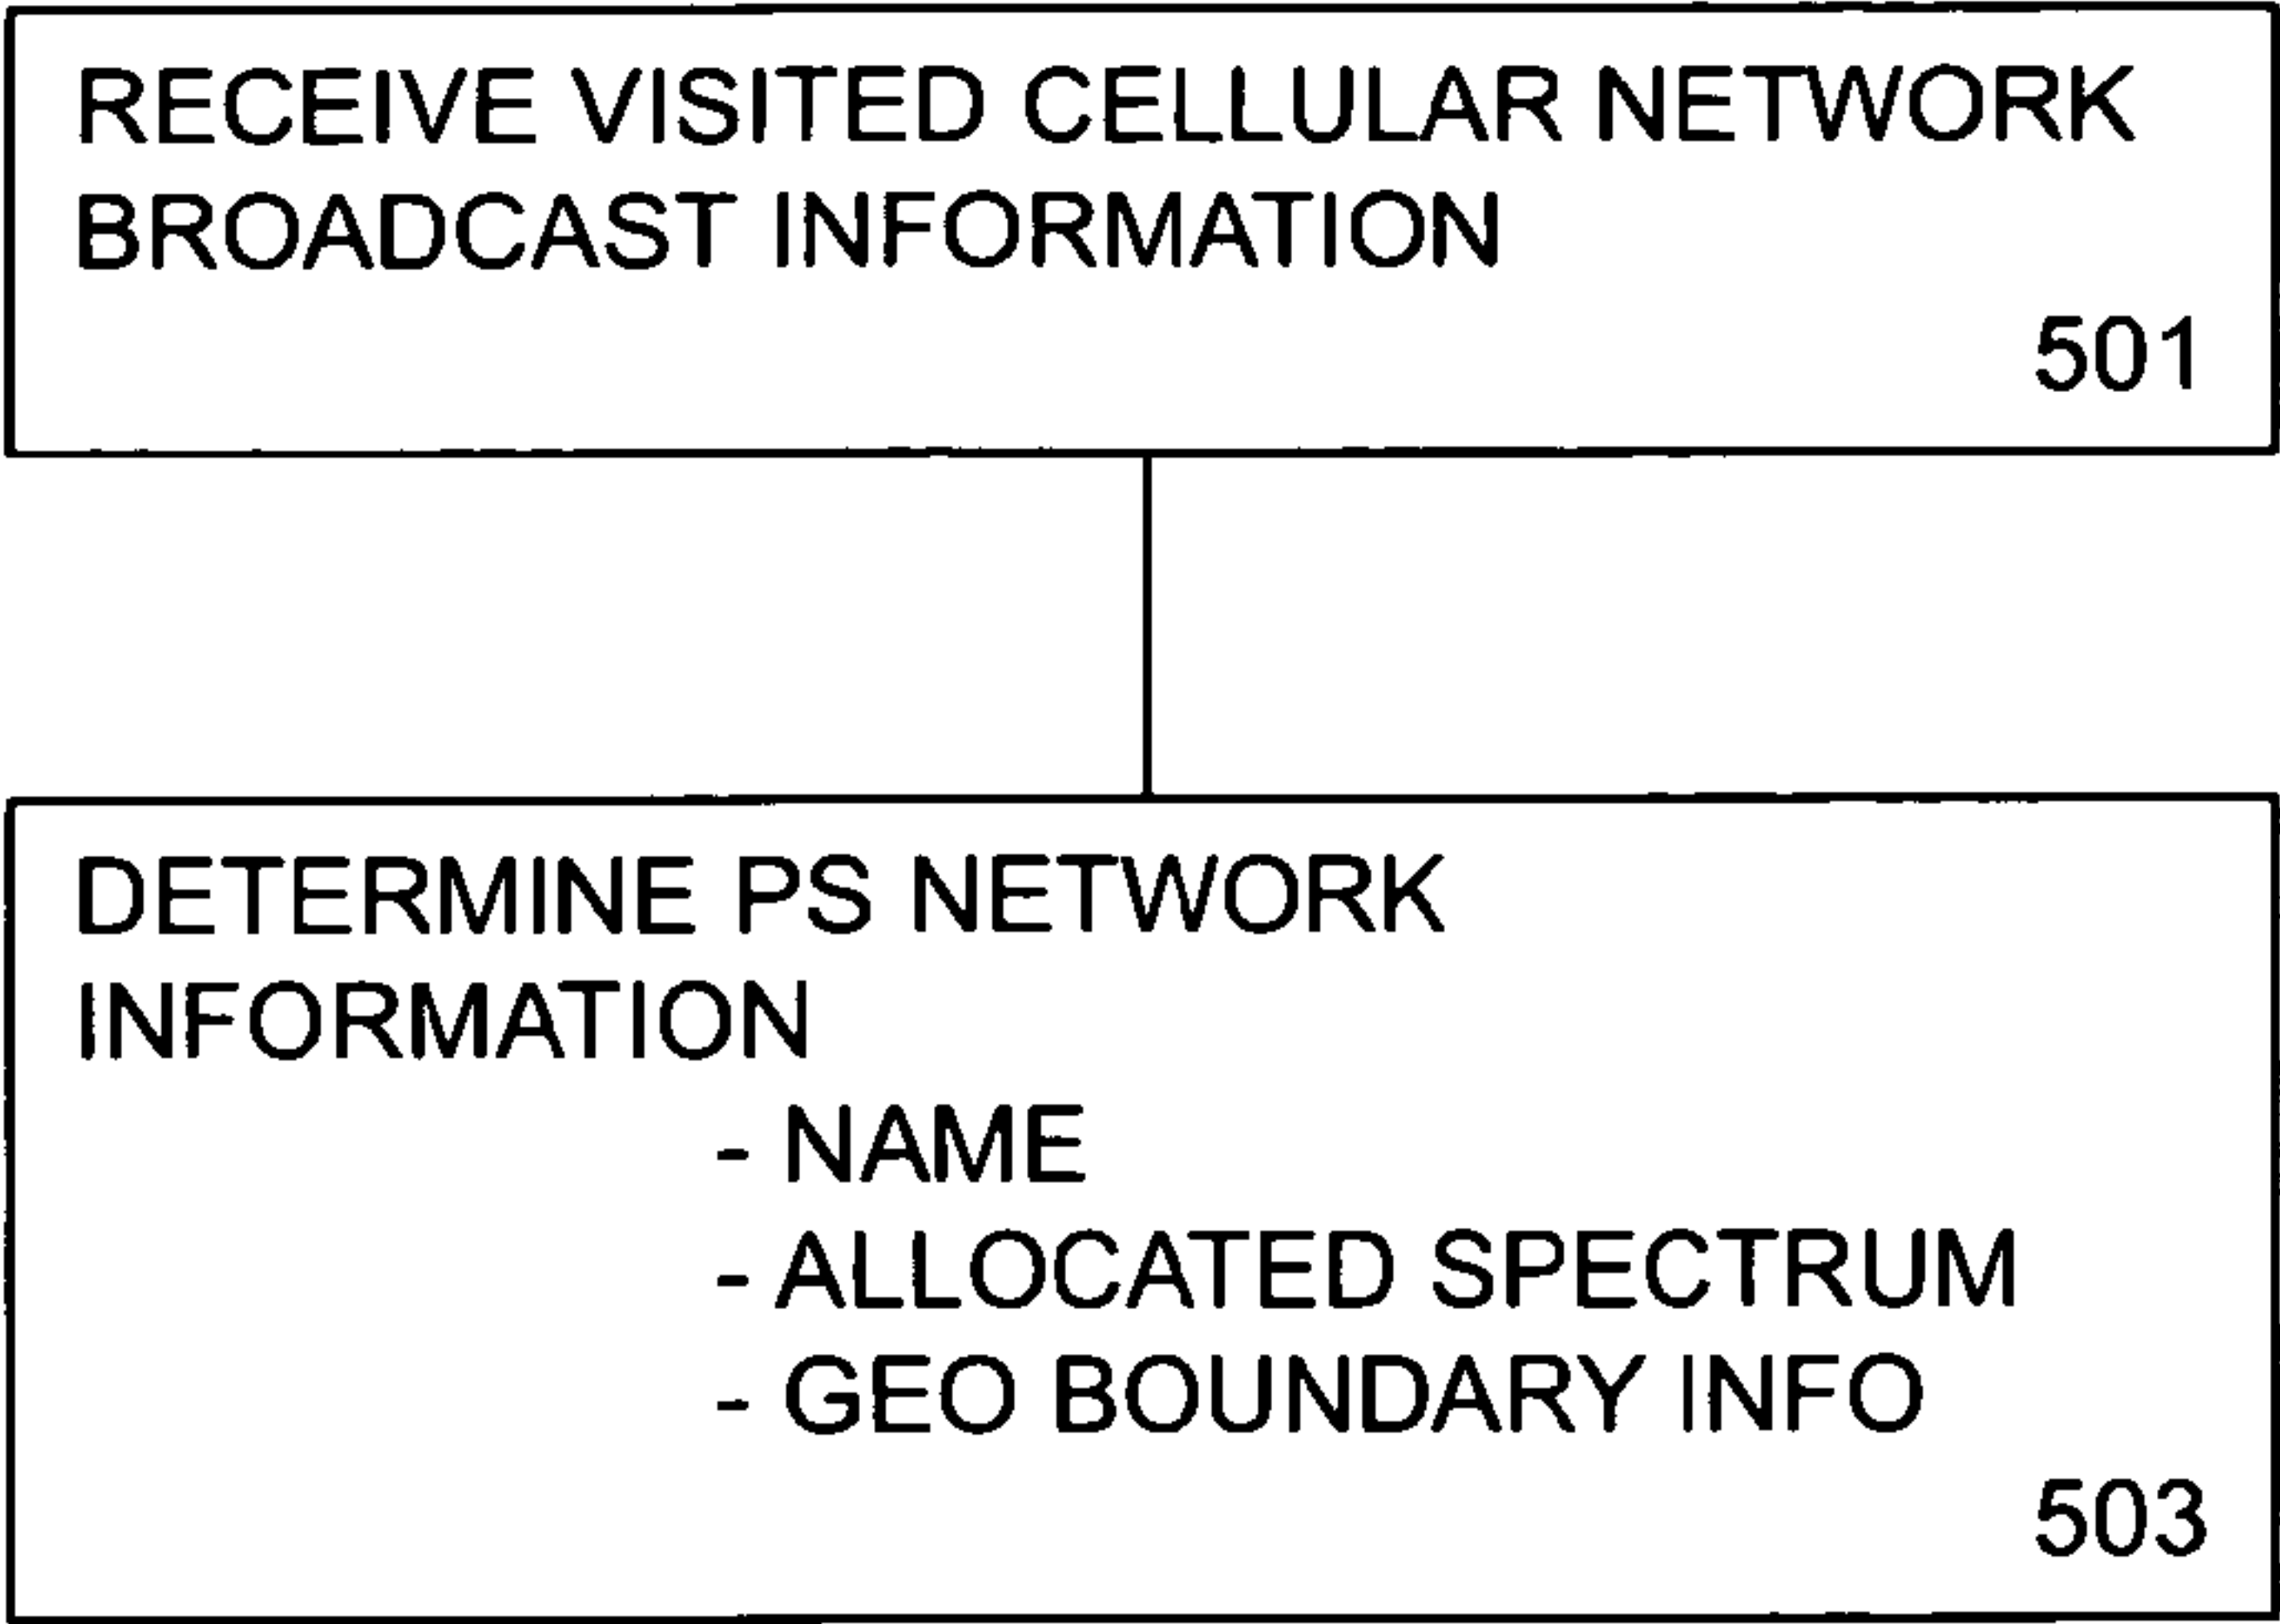 RECEIVE VISITED CELLULAR NETWORK
BROADCAST INFORMATION
501
DETERMINE PS NETWORK
INFORMATION
- NAME
- ALLOCATED SPECTRUM
- GEO BOUNDARY INFO
503